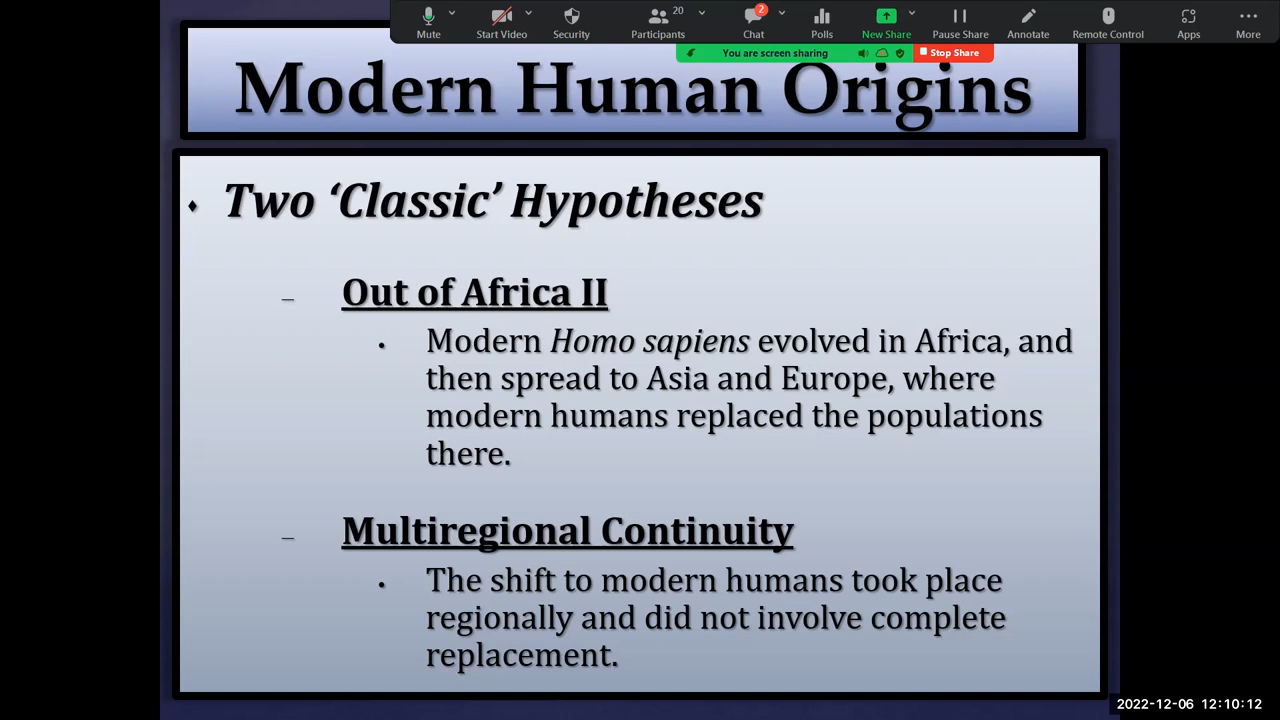 20
2
Mute
Start Video
Security
Participants
Chat
Polls
New Share
Pause Share
Annotate
Remote Control
Apps
More
You are screen sharing
Stop Share
Modern Human Origins
Two ‘Classic’ Hypotheses
– Out of Africa II
• Modern Homo sapiens evolved in Africa, and
then spread to Asia and Europe, where
modern humans replaced the populations
there.
– Multiregional Continuity
• The shift to modern humans took place
regionally and did not involve complete
replacement.
2022-12-06 12:10:12